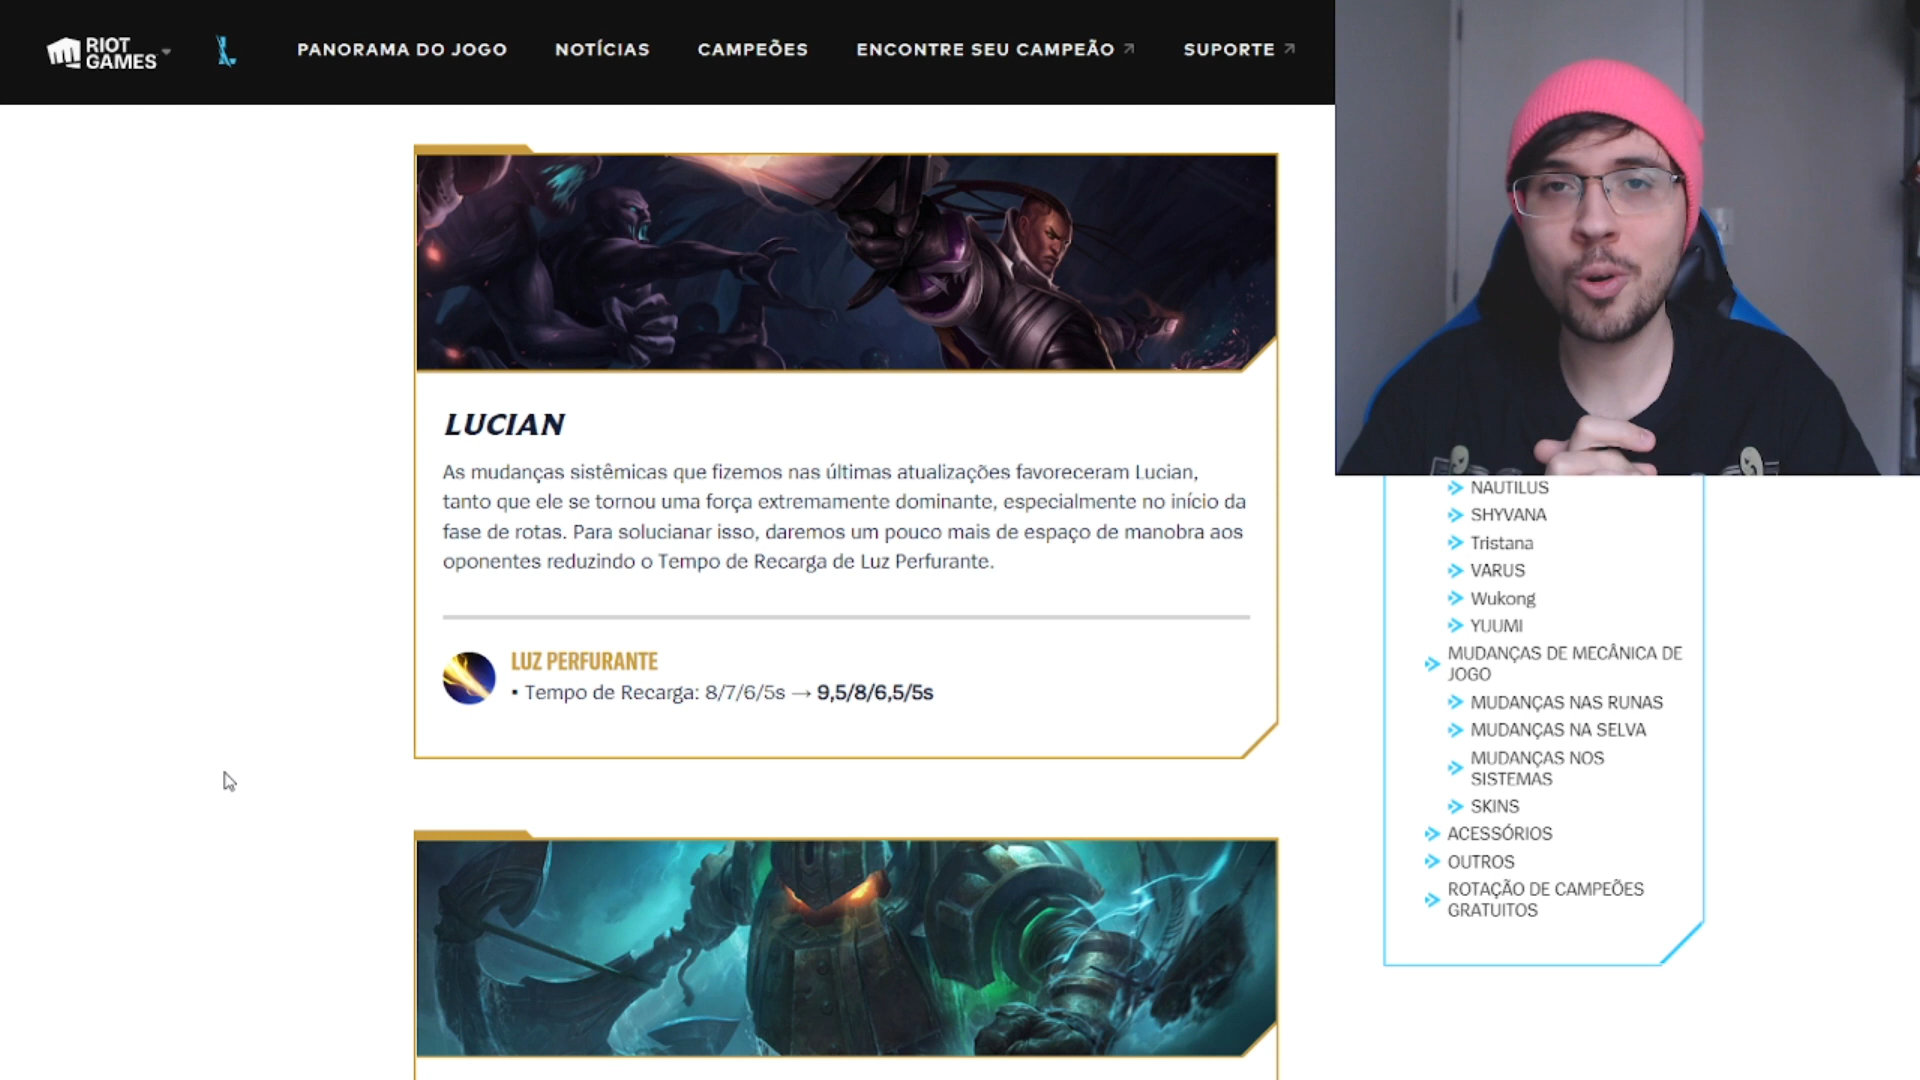 RIOT
GAMES
PANORAMA DO JOGO
NOTÍCIAS
CAMPEÕES
ENCONTRE SEU CAMPEÃO
SUPORTE
LUCIAN
As mudanças sistêmicas que fizemos nas últimas atualizações favoreceram Lucian,
tanto que ele se tornou uma força extremamente dominante, especialmente no início da
fase de rotas. Para solucianar isso, daremos um pouco mais de espaço de manobra aos
oponentes reduzindo o Tempo de Recarga de Luz Perfurante.
LUZ PERFURANTE
• Tempo de Recarga: 8/7/6/5s → 9,5/8/6,5/5s
NAUTILUS
SHYVANA
Tristana
VARUS
Wukong
YUUMI
MUDANÇAS DE MECÂNICA DE
JOGO
MUDANÇAS NAS RUNAS
MUDANÇAS NA SELVA
MUDANÇAS NOS
SISTEMAS
SKINS
ACESSÓRIOS
OUTROS
ROTAÇÃO DE CAMPEÕES
GRATUITOS